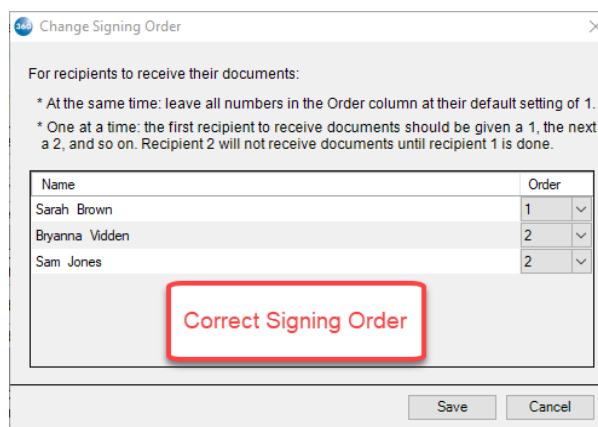 360 Change Signing Order
For recipients to receive their documents:
* At the same time: leave all numbers in the Order column at their default setting of 1.
* One at a time: the first recipient to receive documents should be given a 1, the next
a 2, and so on. Recipient 2 will not receive documents until recipient 1 is done.
Name Order
Sarah Brown 1
Bryanna Vidden 2
Sam Jones 2
Correct Signing Order
Save Cancel